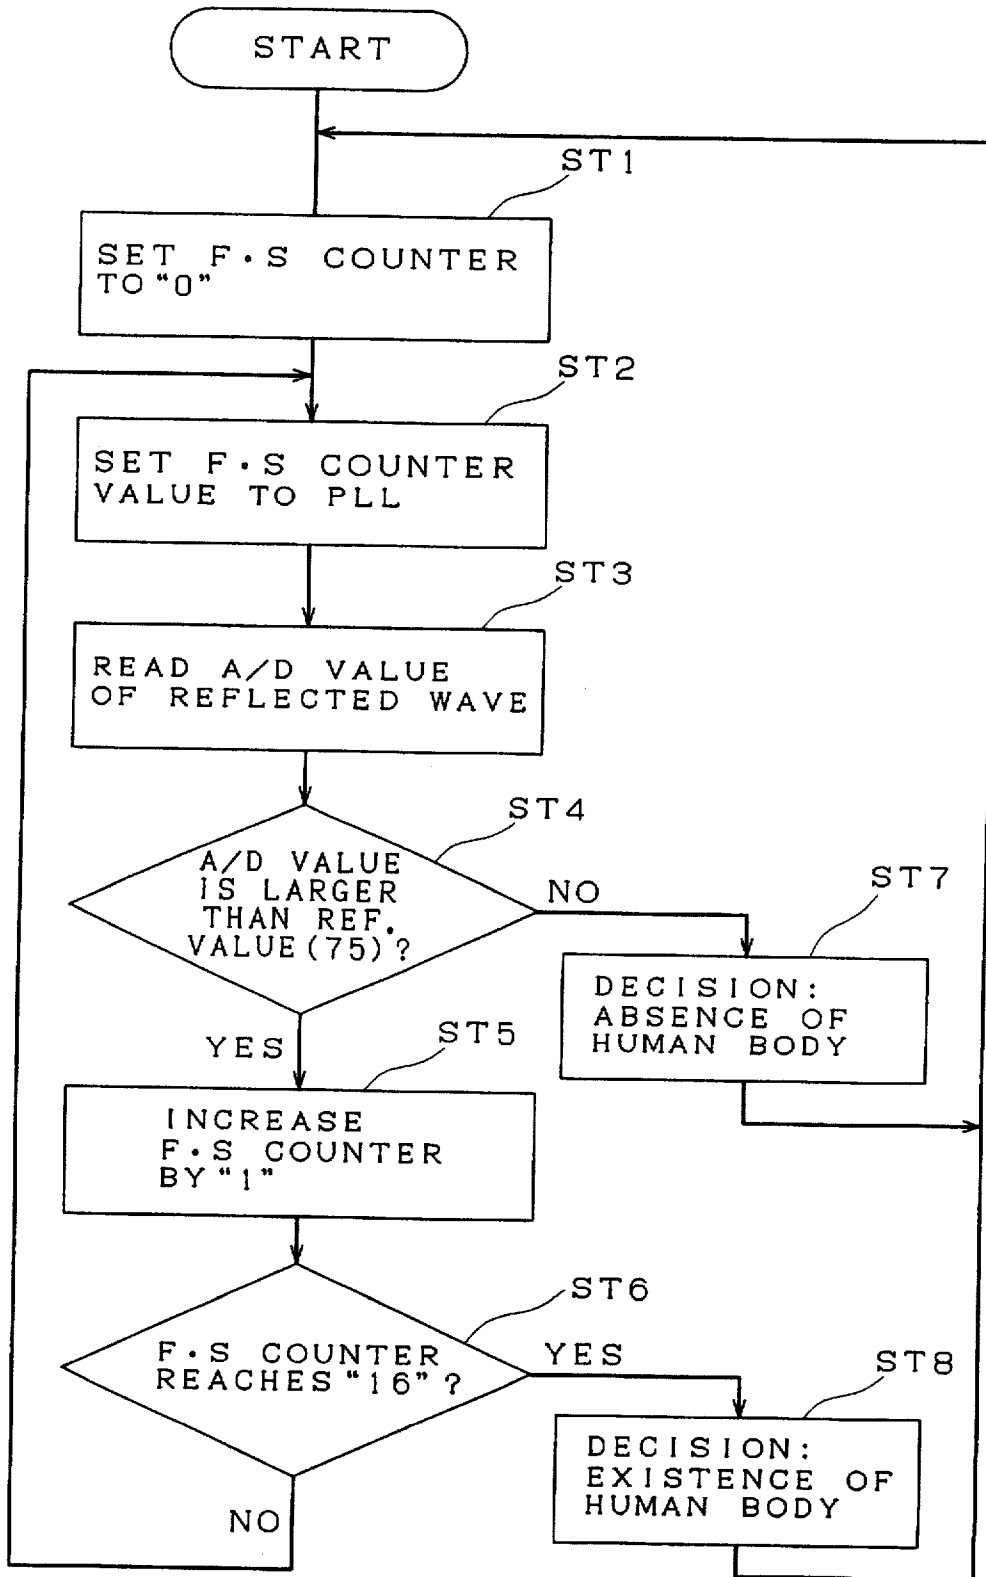 START
ST1
SET F·S COUNTER
TO "0"
ST2
SET F·S COUNTER
VALUE TO PLL
ST3
READ A/D VALUE
OF REFLECTED WAVE
ST4
A/D VALUE
IS LARGER
THAN REF.
VALUE (75) ?
NO
ST7
DECISION:
ABSENCE OF
HUMAN BODY
YES
ST5
INCREASE
F·S COUNTER
BY "1"
ST6
F·S COUNTER
REACHES "16" ?
YES
ST8
DECISION:
EXISTENCE OF
HUMAN BODY
NO